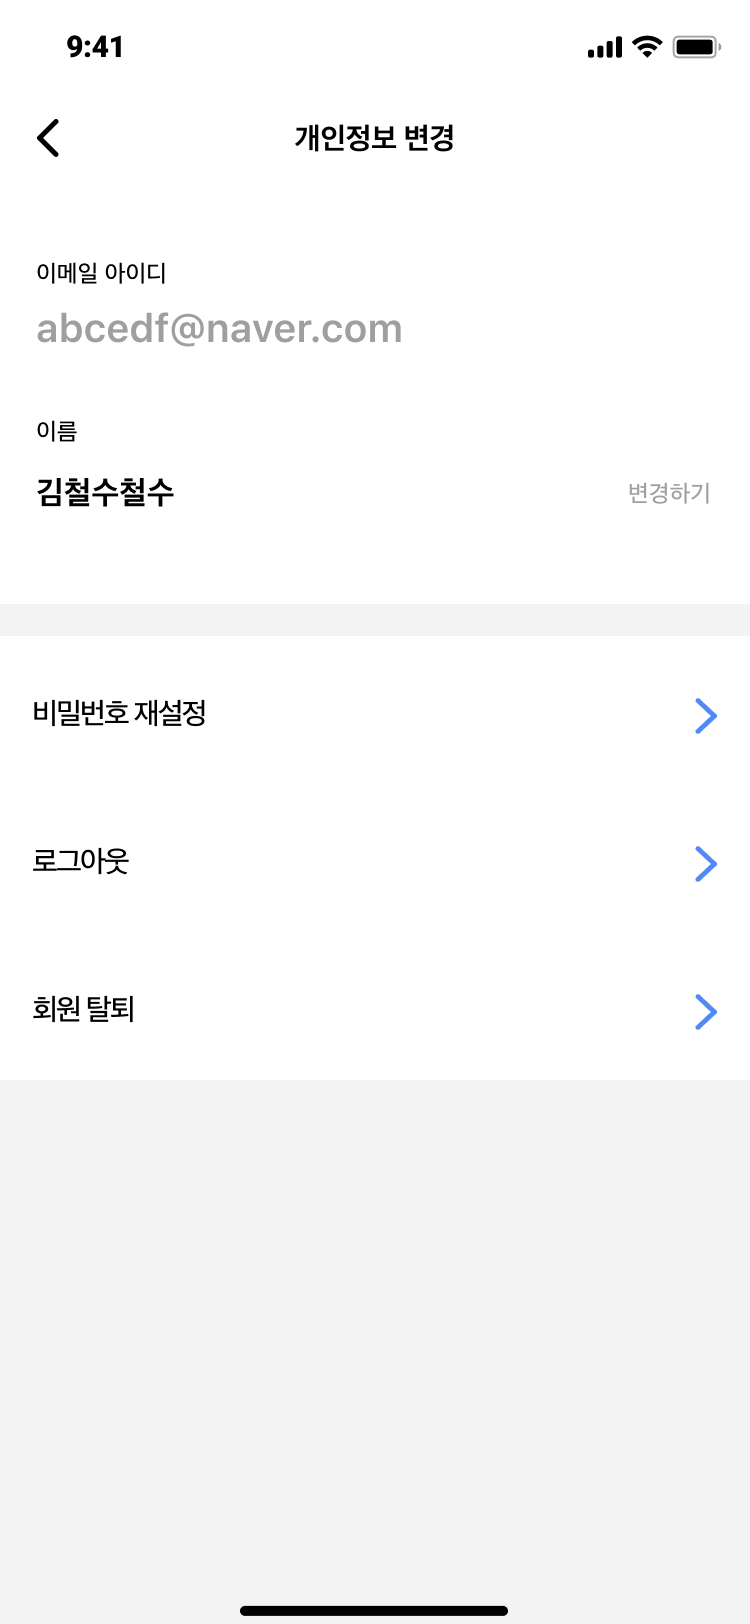 9:41
개인정보 변경
이메일 아이디
abcedf@naver.com
이름
김철수철수
변경하기
비밀번호 재설정
로그아웃
회원 탈퇴